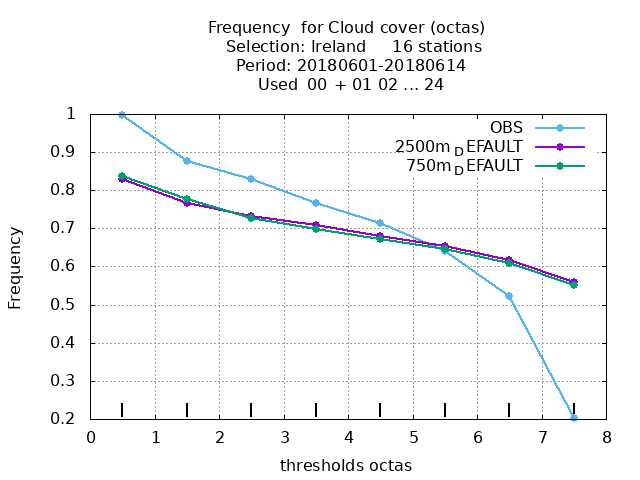 Frequency  for Cloud cover (octas)
Selection: Ireland     16 stations
Period: 20180601-20180614
Used  00  + 01 02 ... 24
OBS
2500mDEFAULT
750mDEFAULT
Frequency
1
0.9
0.8
0.7
0.6
0.5
0.4
0.3
0.2
0 1 2 3 4 5 6 7 8
thresholds octas